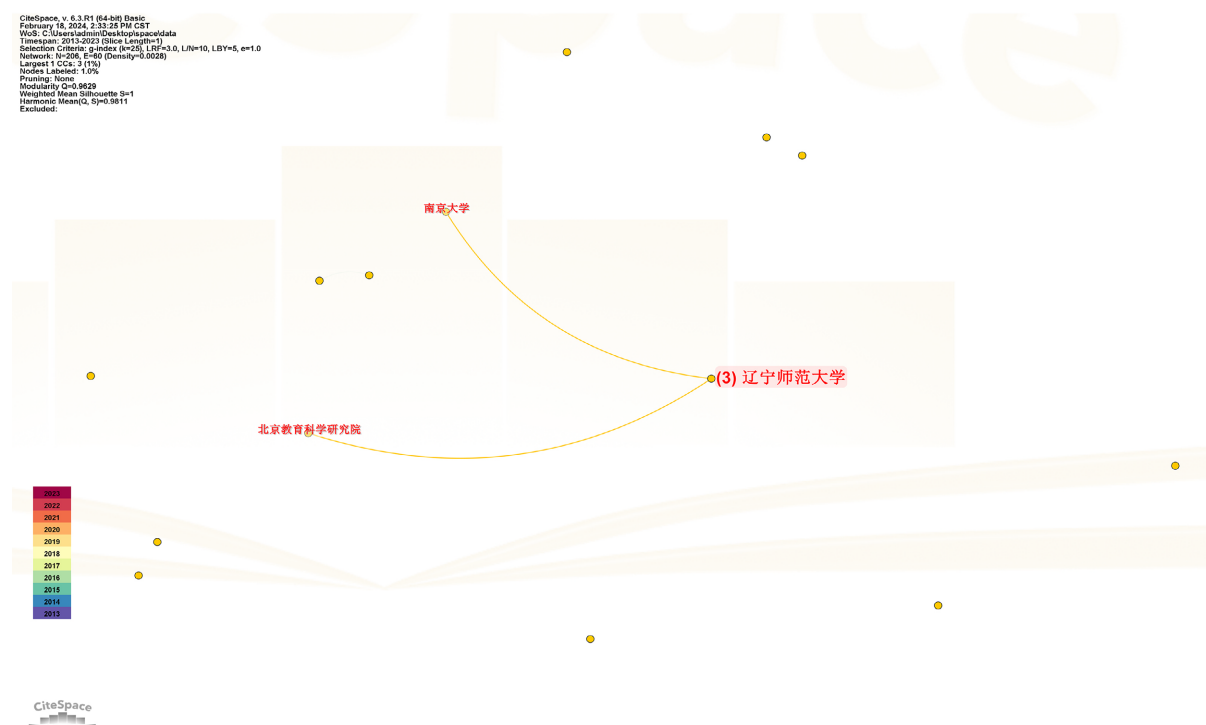 CiteSpace, v. 6.3.R1 (64-bit) Basic
February 18, 2024, 2:33:25 PM CST
WoS: C:\Users\admin\Desktop\space\data
Timespan: 2013-2023 (Slice Length=1)
Selection Criteria: g-index (k=25), LRF=3.0, L/N=10, LBY=5, e=1.0
Network: N=206, E=60 (Density=0.0028)
Largest 1 CCs: 3 (1%)
Nodes Labeled: 1.0%
Pruning: None
Modularity Q=0.9629
Weighted Mean Silhouette S=1
Harmonic Mean(Q, S)=0.9811
Excluded:
space
南京大学
(3) 辽宁师范大学
北京教育科学研究院
2023
2022
2021
2020
2019
2018
2017
2016
2015
2014
2013
CiteSpace